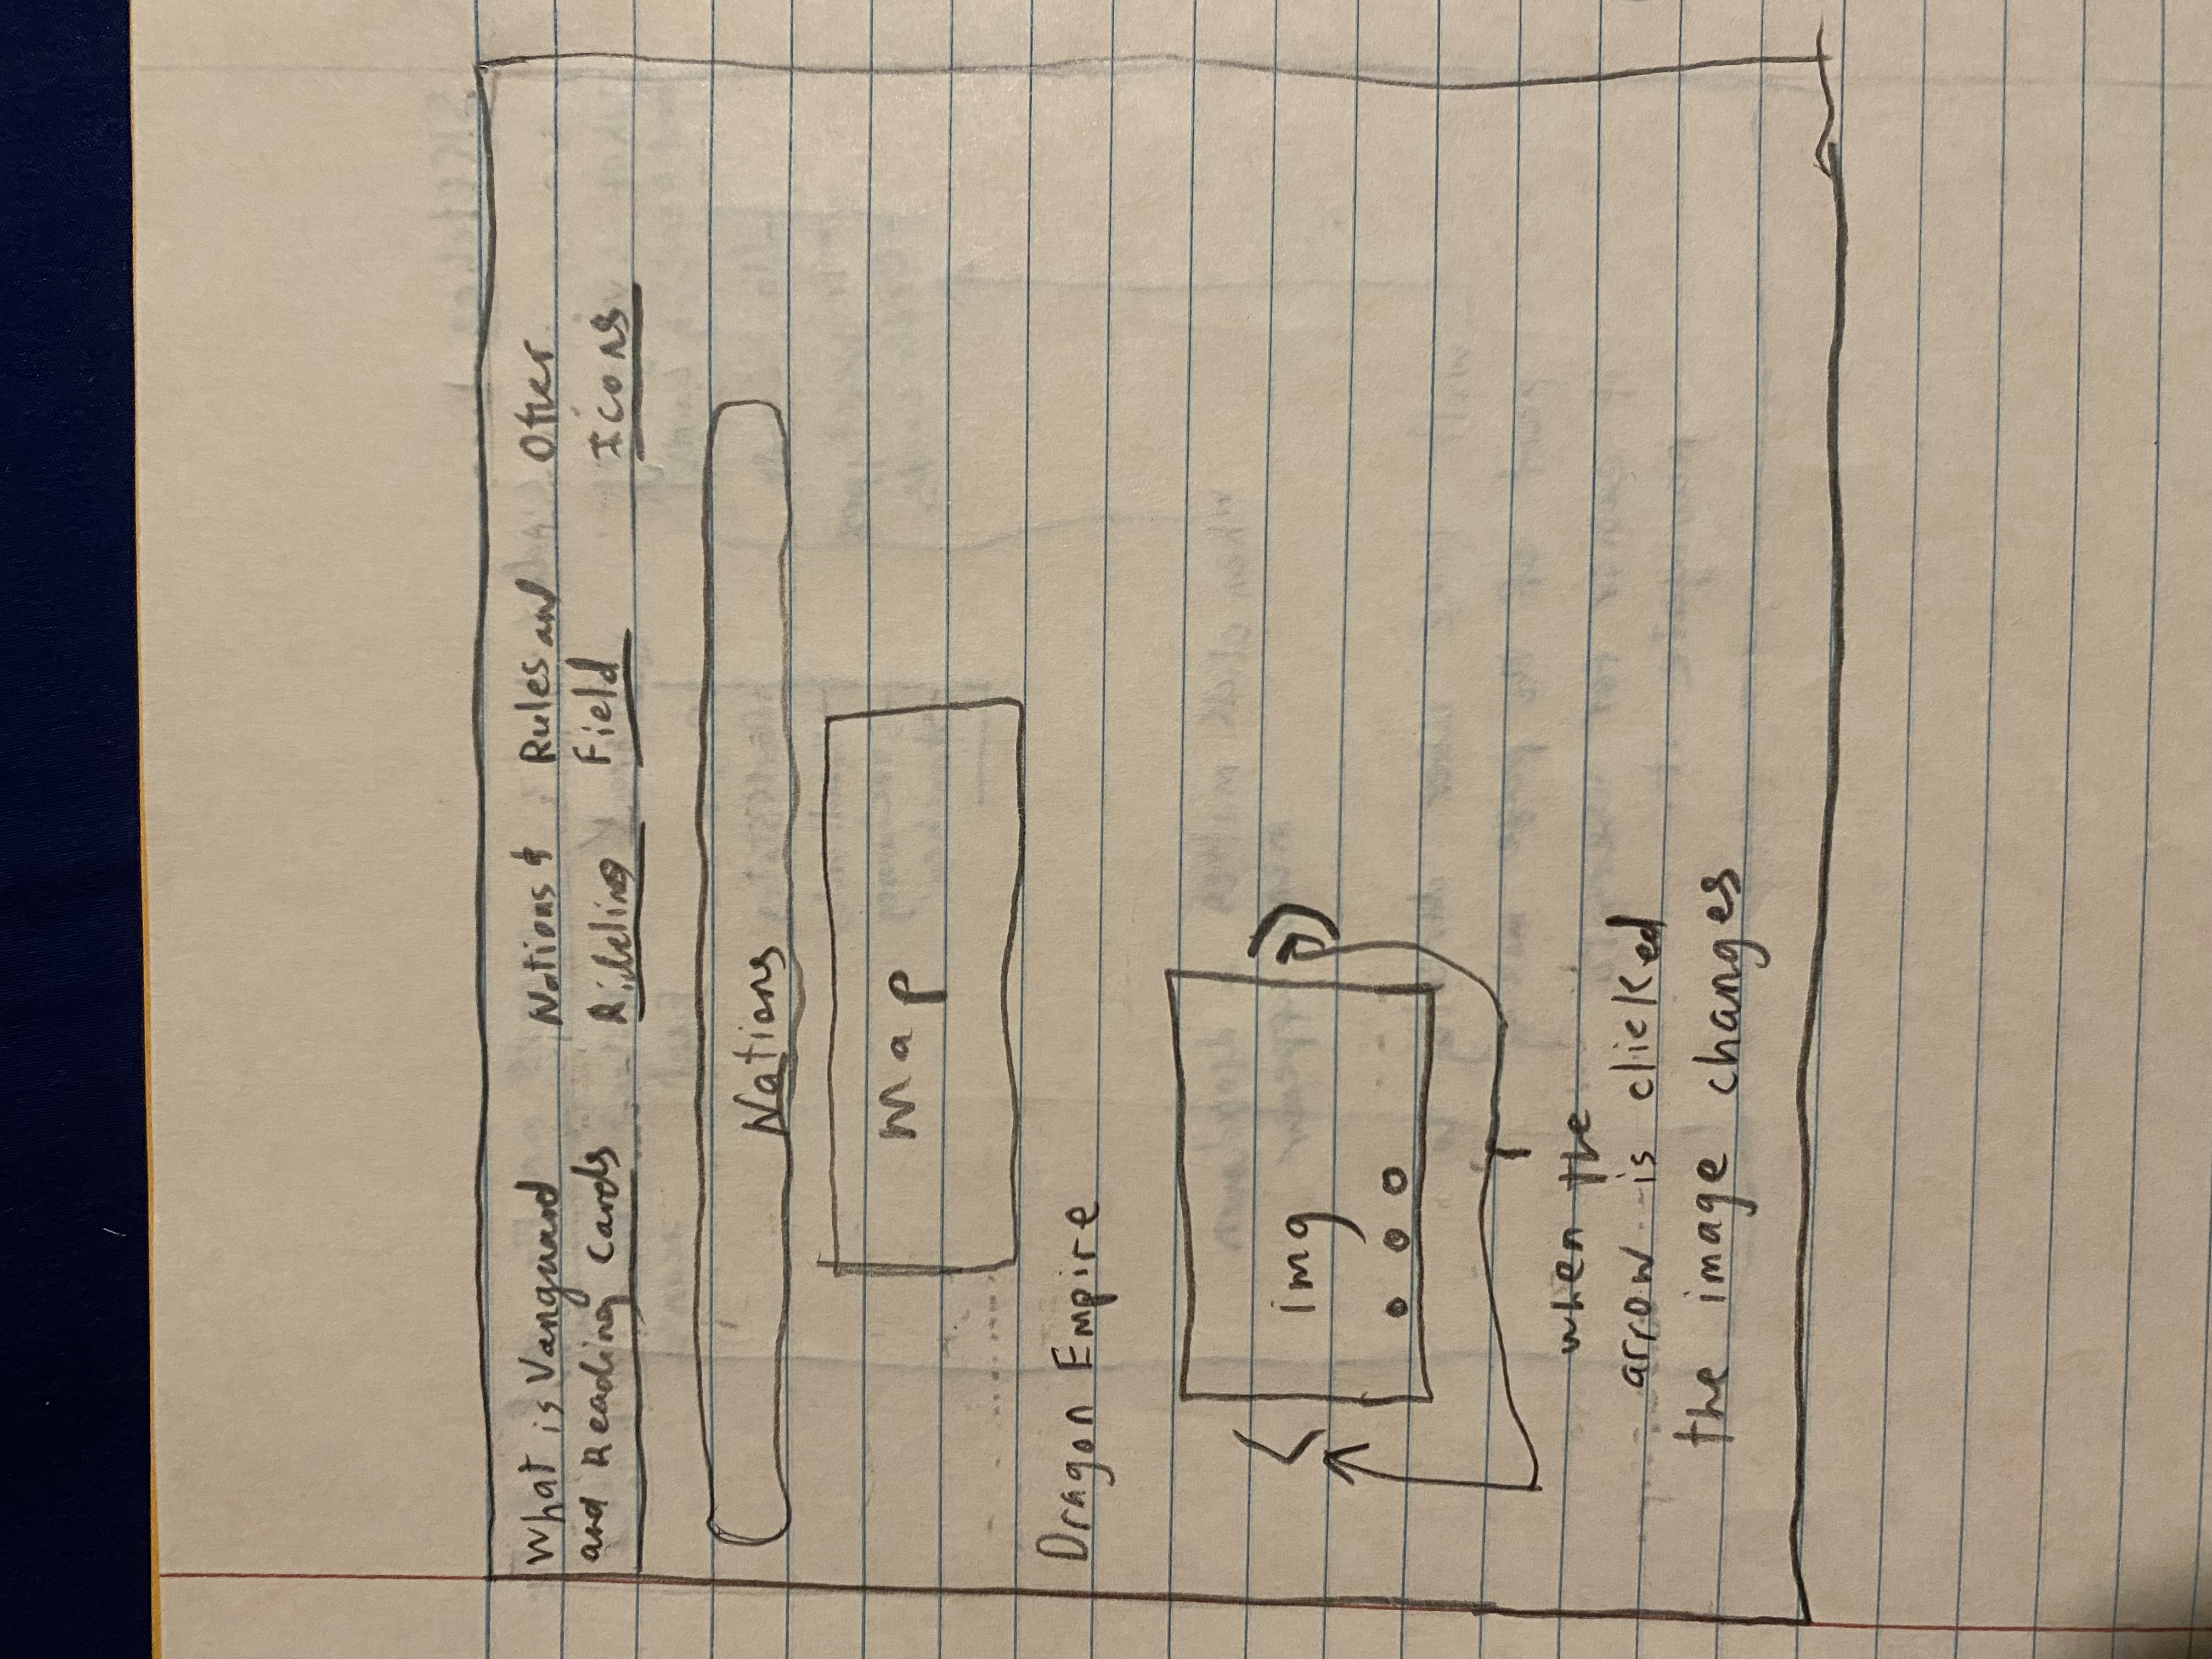 What is Vanguard
and Reading Cards
Nations &
Rules and
Field
Other
Icons
Nations
Map
Dragon Empire
<
img
when the
arrow is clicked
the image changes